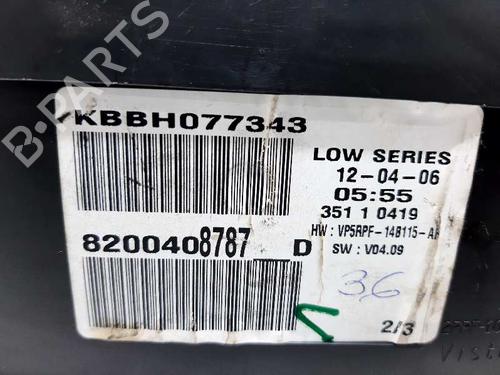 B-PARTS
KBBH077343
LOW SERIES
12-04-06
05:55
351 1 0419
HW : VP5RPF-14B115-AF
SW : V04.09
8200408787 D
36
2/3